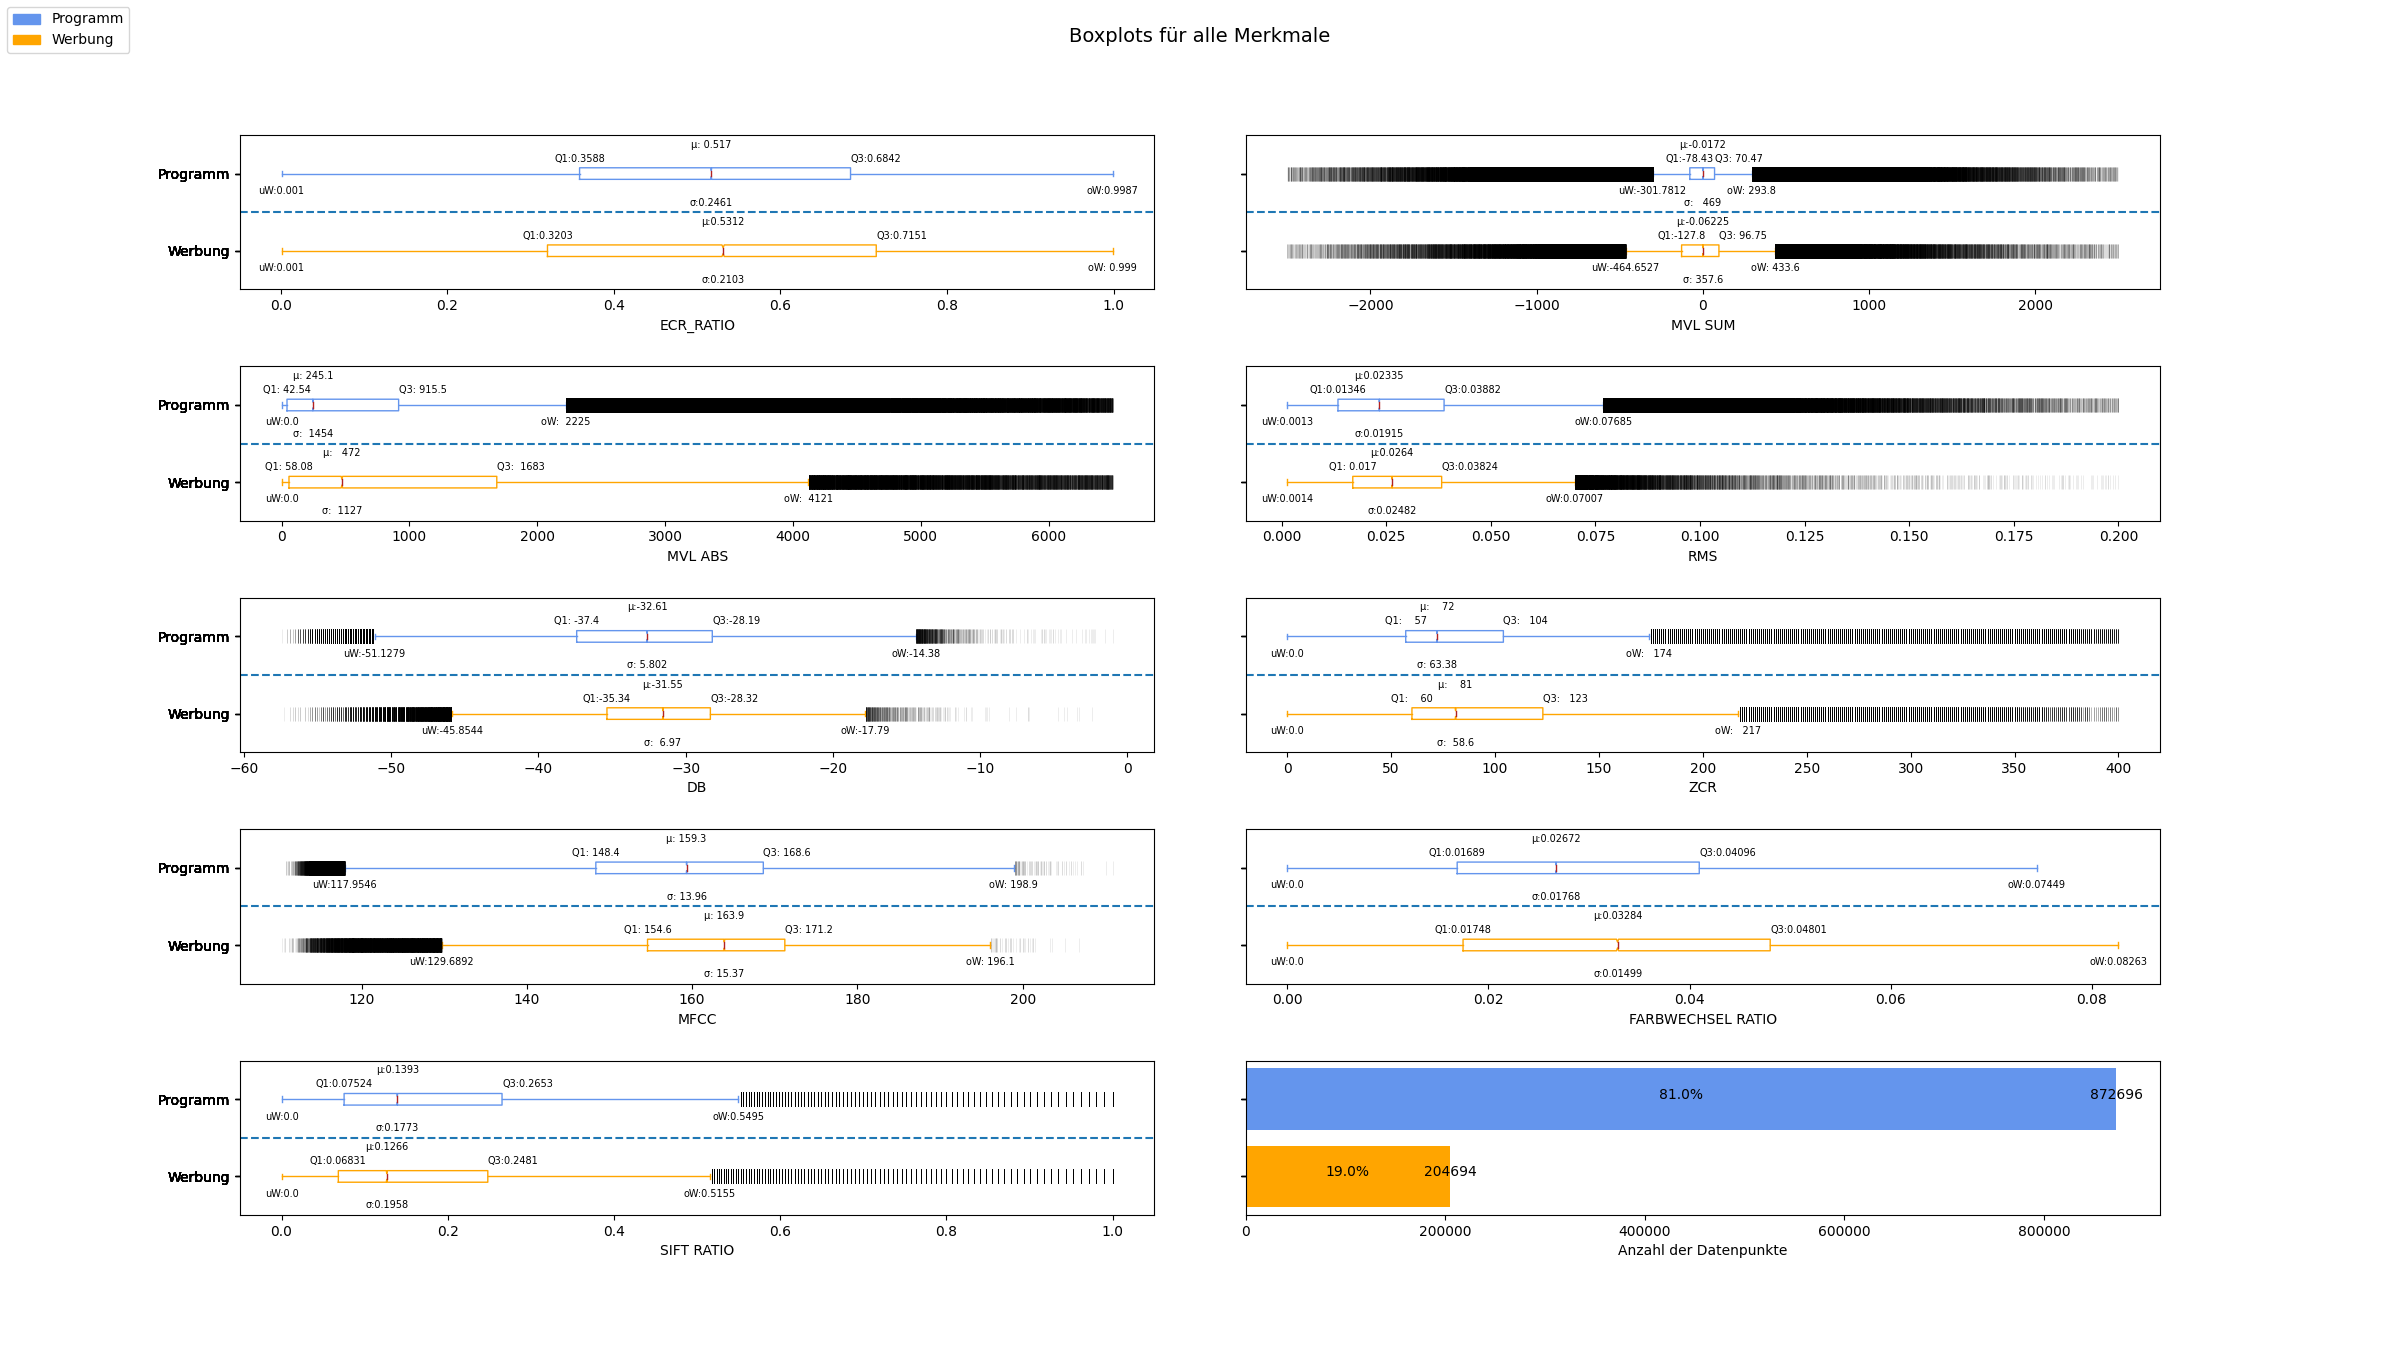 Programm
Werbung
Boxplots für alle Merkmale
μ: 0.517
Q1:0.3588 Q3:0.6842
Programm
uW:0.001 oW:0.9987
σ:0.2461
μ:0.5312
Q1:0.3203 Q3:0.7151
Werbung
uW:0.001 oW: 0.999
σ:0.2103
0.0 0.2 0.4 0.6 0.8 1.0
ECR_RATIO
μ:-0.0172
Q1:-78.43 Q3: 70.47
uW:-301.7812 oW: 293.8
σ: 469
μ:-0.06225
Q1:-127.8 Q3: 96.75
uW:-464.6527 oW: 433.6
σ: 357.6
−2000 −1000 0 1000 2000
MVL SUM
μ: 245.1
Q1: 42.54 Q3: 915.5
Programm
uW:0.0 oW: 2225
σ: 1454
μ: 472
Q1: 58.08 Q3: 1683
Werbung
uW:0.0 oW: 4121
σ: 1127
0 1000 2000 3000 4000 5000 6000
MVL ABS
μ:0.02335
Q1:0.01346 Q3:0.03882
uW:0.0013 oW:0.07685
σ:0.01915
μ:0.0264
Q1: 0.017 Q3:0.03824
uW:0.0014 oW:0.07007
σ:0.02482
0.000 0.025 0.050 0.075 0.100 0.125 0.150 0.175 0.200
RMS
μ:-32.61
Q1: -37.4 Q3:-28.19
Programm
uW:-51.1279 oW:-14.38
σ: 5.802
μ:-31.55
Q1:-35.34 Q3:-28.32
Werbung
uW:-45.8544 oW:-17.79
σ: 6.97
−60 −50 −40 −30 −20 −10 0
DB
μ: 72
Q1: 57 Q3: 104
uW:0.0 oW: 174
σ: 63.38
μ: 81
Q1: 60 Q3: 123
uW:0.0 oW: 217
σ: 58.6
0 50 100 150 200 250 300 350 400
ZCR
μ: 159.3
Q1: 148.4 Q3: 168.6
Programm
uW:117.9546 oW: 198.9
σ: 13.96
μ: 163.9
Q1: 154.6 Q3: 171.2
Werbung
uW:129.6892 oW: 196.1
σ: 15.37
120 140 160 180 200
MFCC
μ:0.02672
Q1:0.01689 Q3:0.04096
uW:0.0 oW:0.07449
σ:0.01768
μ:0.03284
Q1:0.01748 Q3:0.04801
uW:0.0 oW:0.08263
σ:0.01499
0.00 0.02 0.04 0.06 0.08
FARBWECHSEL RATIO
μ:0.1393
Q1:0.07524 Q3:0.2653
Programm
uW:0.0 oW:0.5495
σ:0.1773
μ:0.1266
Q1:0.06831 Q3:0.2481
Werbung
uW:0.0 oW:0.5155
σ:0.1958
0.0 0.2 0.4 0.6 0.8 1.0
SIFT RATIO
81.0% 872696
19.0% 204694
0 200000 400000 600000 800000
Anzahl der Datenpunkte